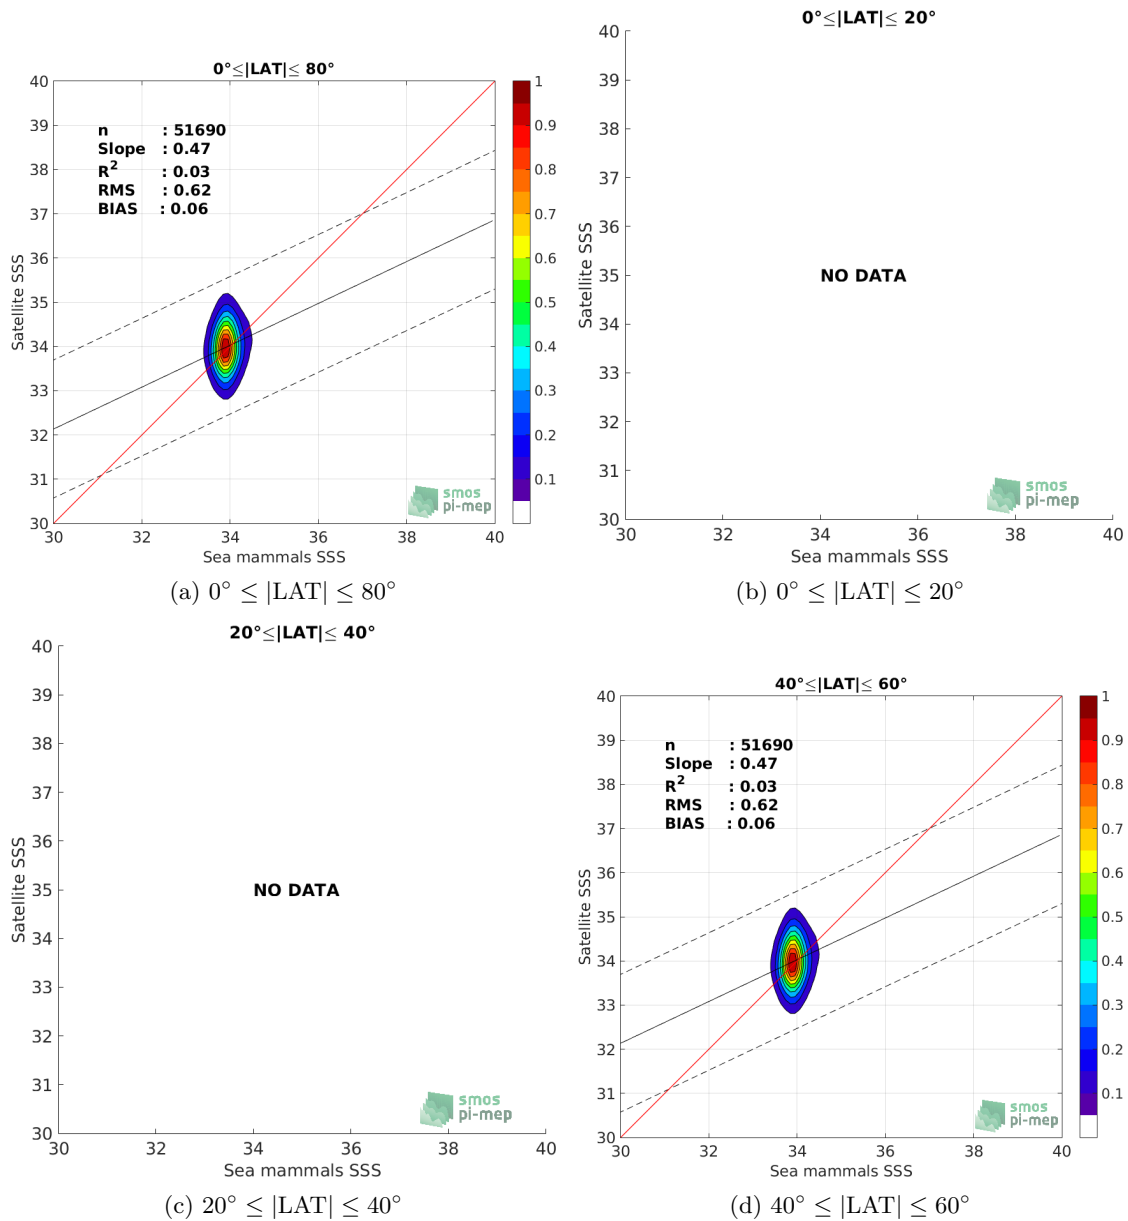 0°≤|LAT|≤ 80°
40
39
38
37
36
35
34
33
32
31
30
Satellite SSS
n : 51690
Slope : 0.47
R2 : 0.03
RMS : 0.62
BIAS : 0.06
smos
pi-mep
30 32 34 36 38 40
Sea mammals SSS
1
0.9
0.8
0.7
0.6
0.5
0.4
0.3
0.2
0.1
(a) 0° ≤ |LAT| ≤ 80°
0°≤|LAT|≤ 20°
40
39
38
37
36
35
34
33
32
31
30
Satellite SSS
NO DATA
smos
pi-mep
30 32 34 36 38 40
Sea mammals SSS
(b) 0° ≤ |LAT| ≤ 20°
20°≤|LAT|≤ 40°
40
39
38
37
36
35
34
33
32
31
30
Satellite SSS
NO DATA
smos
pi-mep
30 32 34 36 38 40
Sea mammals SSS
(c) 20° ≤ |LAT| ≤ 40°
40°≤|LAT|≤ 60°
40
39
38
37
36
35
34
33
32
31
30
Satellite SSS
n : 51690
Slope : 0.47
R2 : 0.03
RMS : 0.62
BIAS : 0.06
smos
pi-mep
30 32 34 36 38 40
Sea mammals SSS
1
0.9
0.8
0.7
0.6
0.5
0.4
0.3
0.2
0.1
(d) 40° ≤ |LAT| ≤ 60°